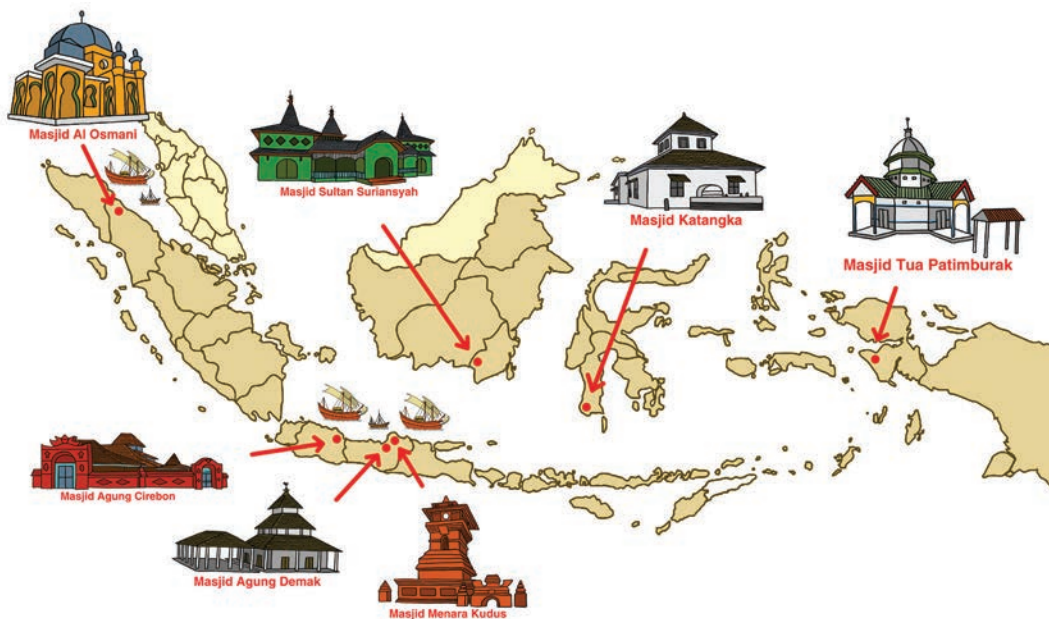 Masjid Al Osmani
Masjid Sultan Suriansyah
Masjid Katangka
Masjid Tua Patimburak
Masjid Agung Cirebon
Masjid Agung Demak
Masjid Menara Kudus